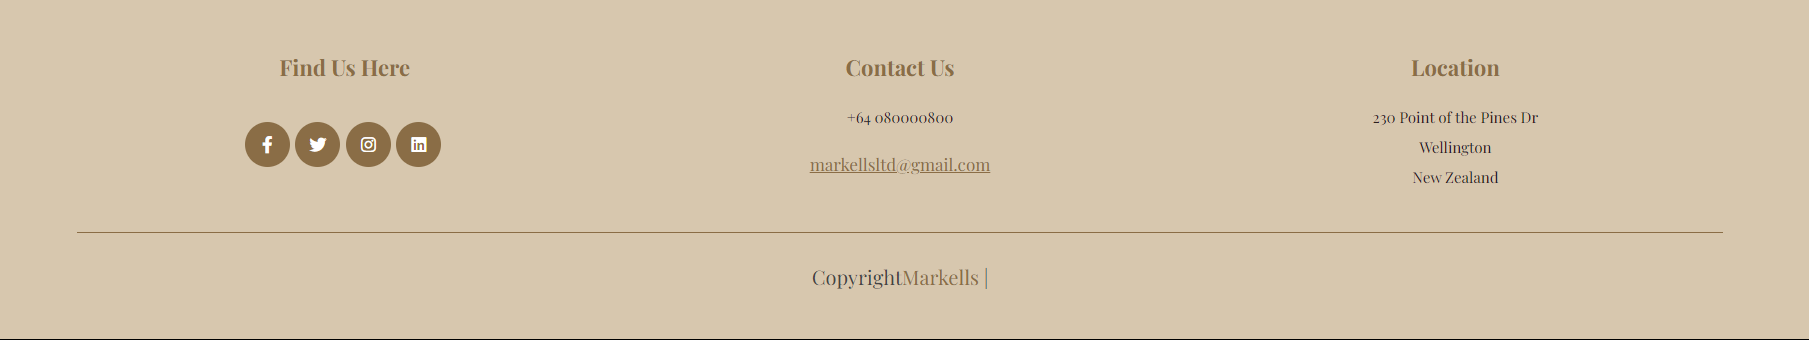 Find Us Here
Contact Us
+64 080000800
markellsltd@gmail.com
Location
230 Point of the Pines Dr
Wellington
New Zealand
CopyrightMarkells |